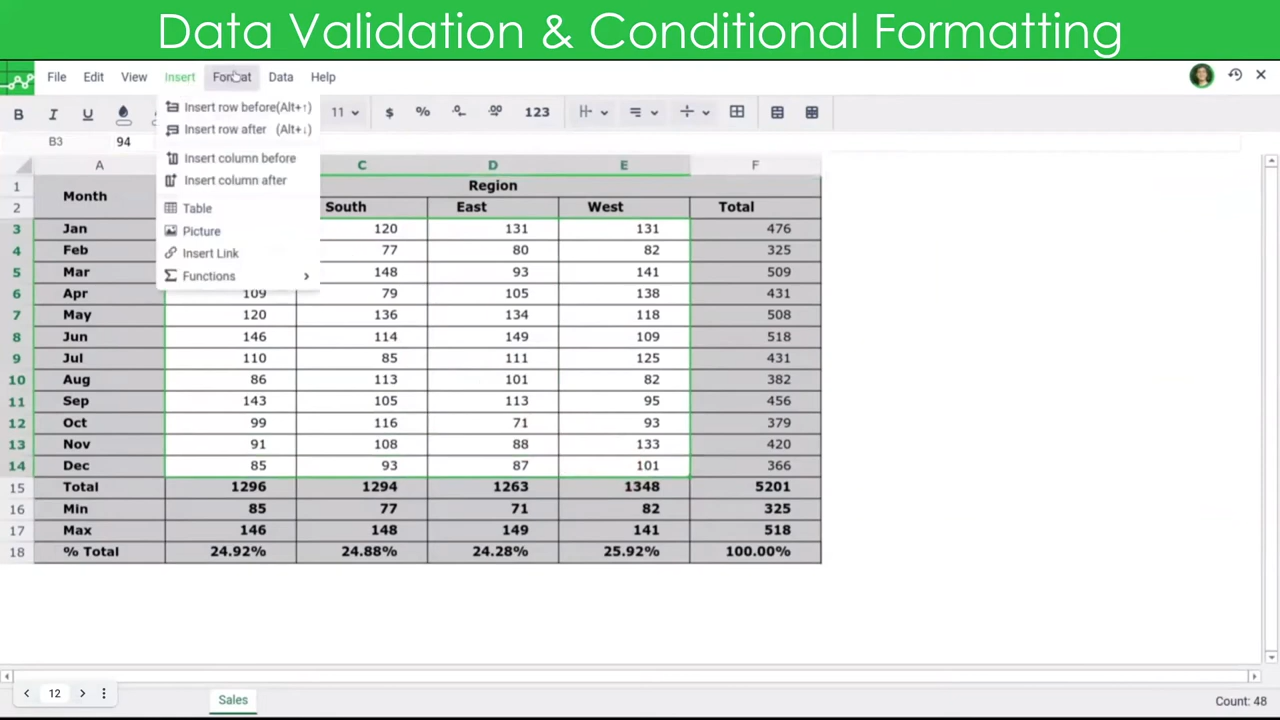 Data Validation & Conditional Formatting
File Edit View Insert Format Data Help
B I U 11 $ % .0 .00 123
B3 94
Insert row before(Alt+↑)
Insert row after (Alt+↓)
Insert column before
Insert column after
Table
Picture
Insert Link
Functions
A C D E F
1 Month Region
2 South East West Total
3 Jan 120 131 131 476
4 Feb 77 80 82 325
5 Mar 148 93 141 509
6 Apr 109 79 105 138 431
7 May 120 136 134 118 508
8 Jun 146 114 149 109 518
9 Jul 110 85 111 125 431
10 Aug 86 113 101 82 382
11 Sep 143 105 113 95 456
12 Oct 99 116 71 93 379
13 Nov 91 108 88 133 420
14 Dec 85 93 87 101 366
15 Total 1296 1294 1263 1348 5201
16 Min 85 77 71 82 325
17 Max 146 148 149 141 518
18 % Total 24.92% 24.88% 24.28% 25.92% 100.00%
12 Sales Count: 48